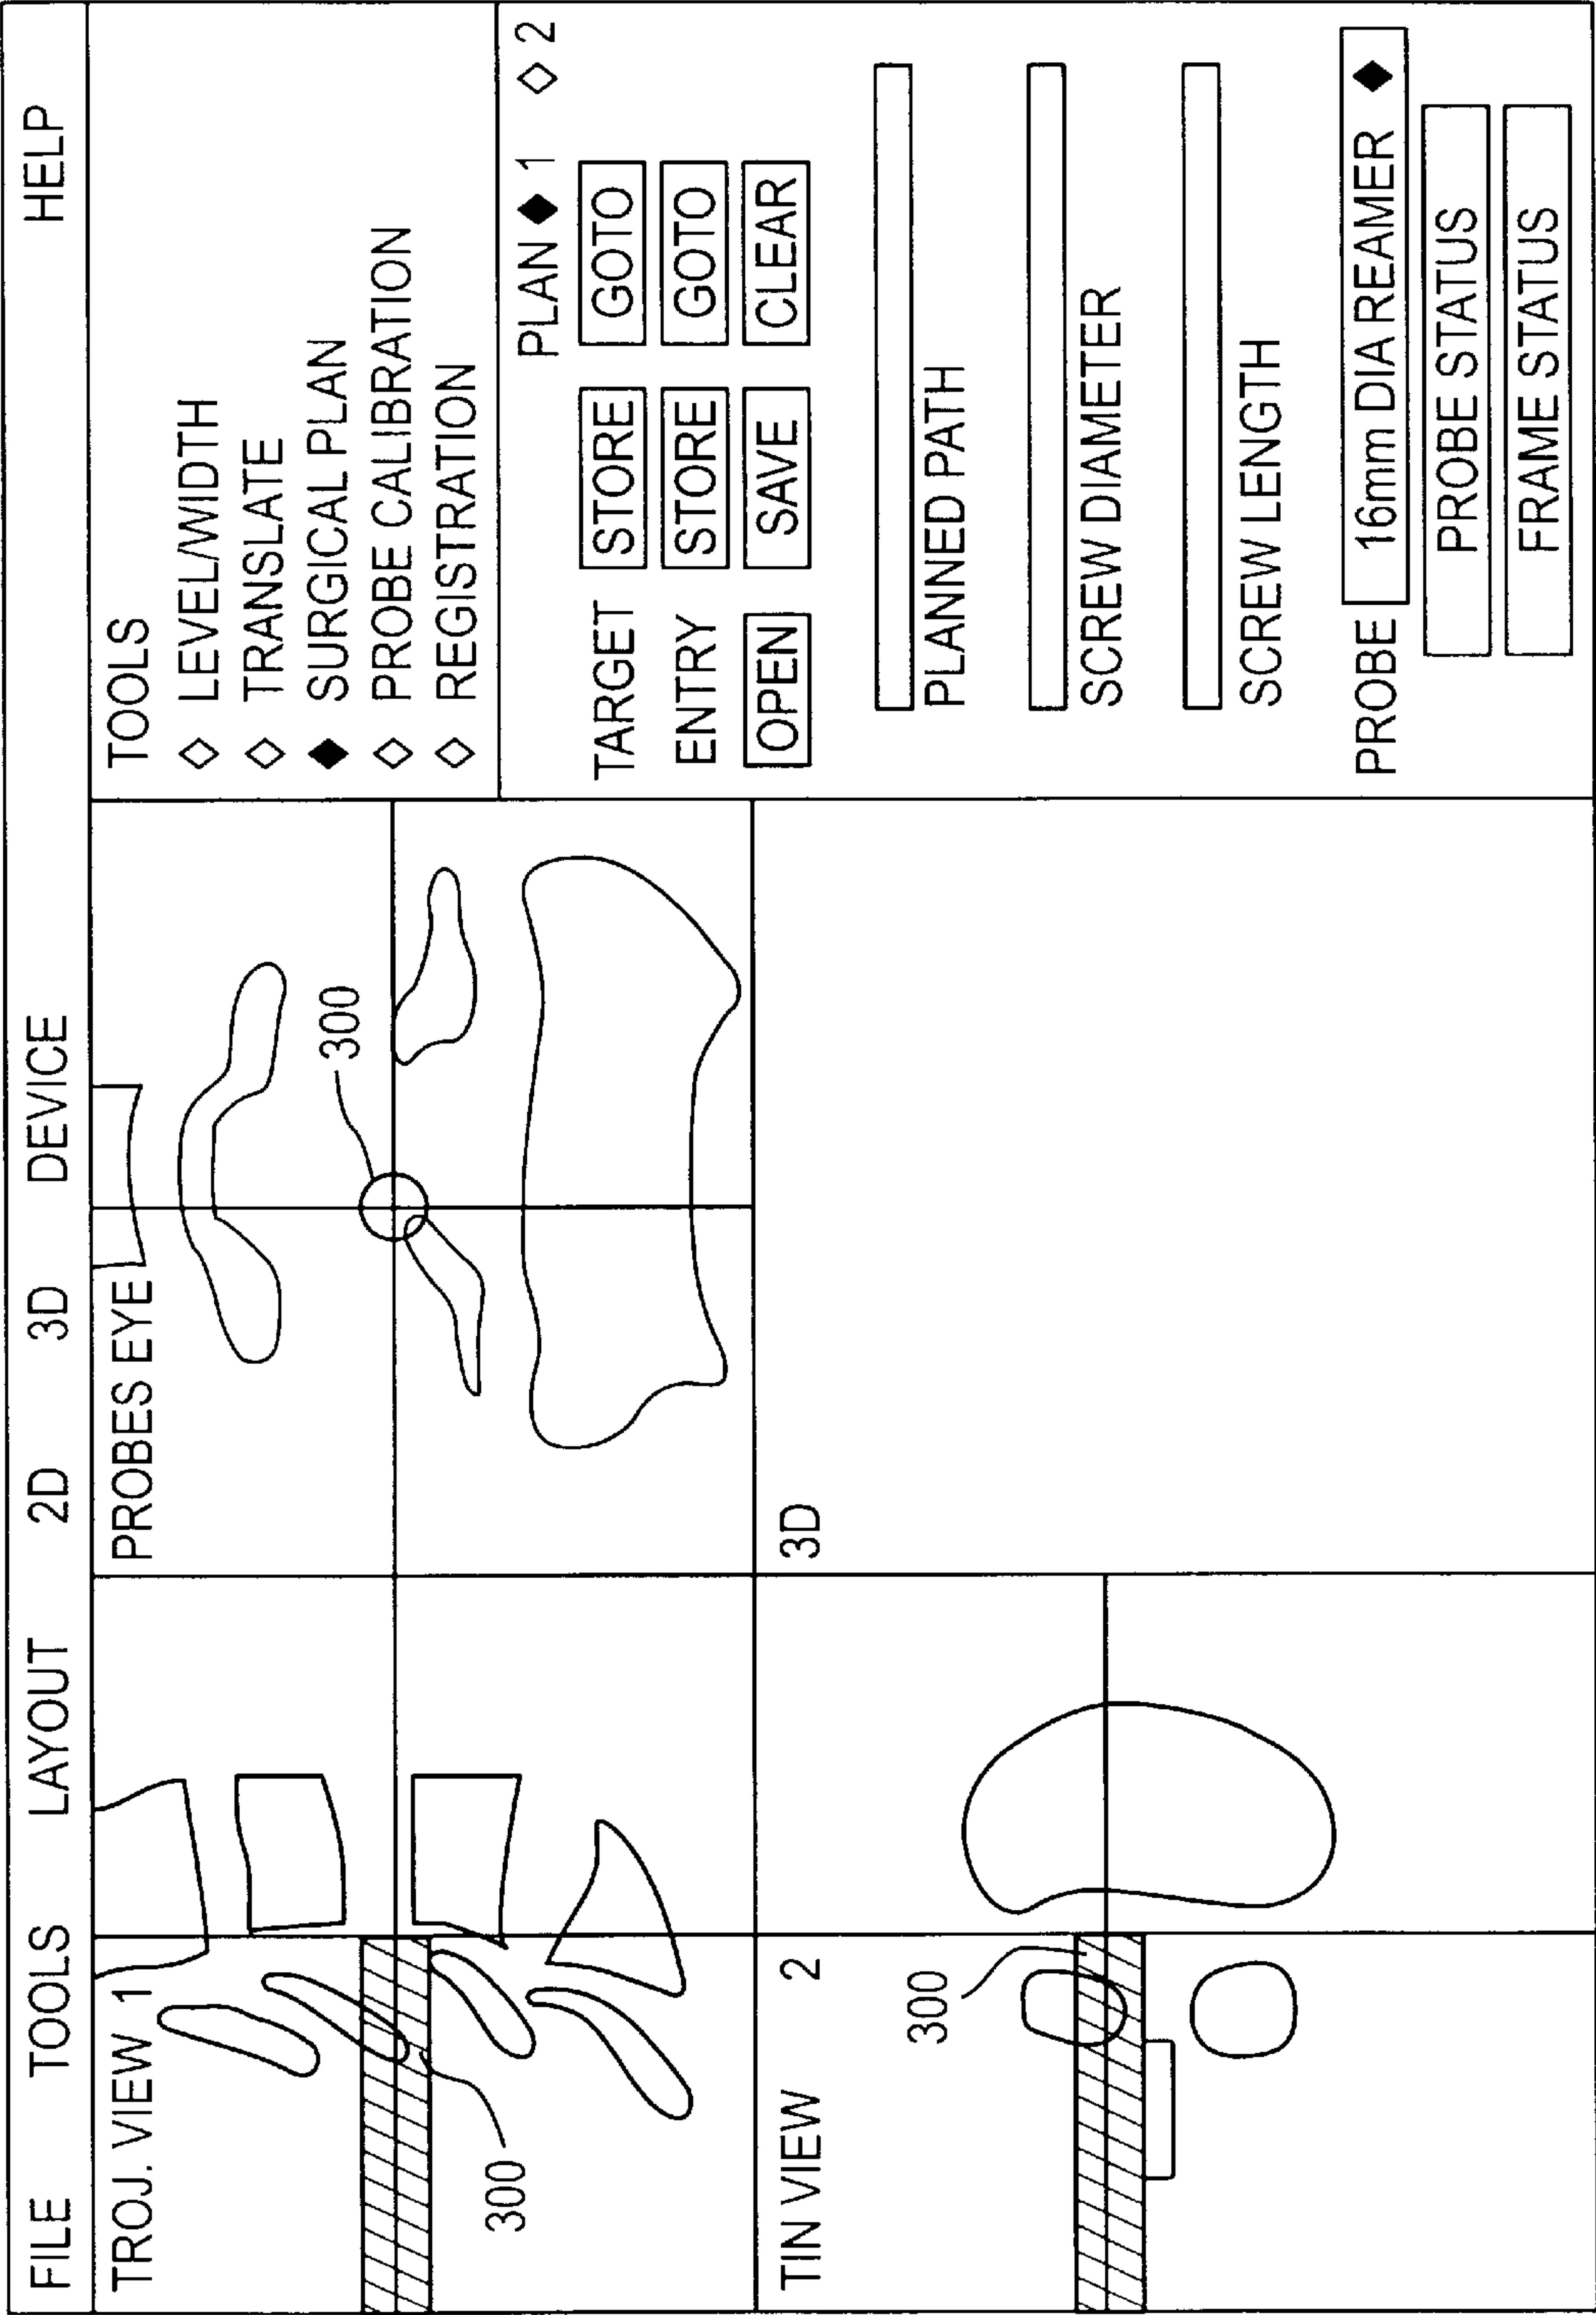 FILE TOOLS LAYOUT 2D 3D DEVICE HELP
TROJ. VIEW 1
300
PROBES EYE
300
TIN VIEW 2
300
3D
TOOLS
◇ LEVEL/WIDTH
◇ TRANSLATE
◆ SURGICAL PLAN
◇ PROBE CALIBRATION
◇ REGISTRATION
PLAN ◆ 1 ◇ 2
TARGET STORE GOTO
ENTRY STORE GOTO
OPEN SAVE CLEAR
PLANNED PATH
SCREW DIAMETER
SCREW LENGTH
PROBE 16mm DIA REAMER ◆
PROBE STATUS
FRAME STATUS